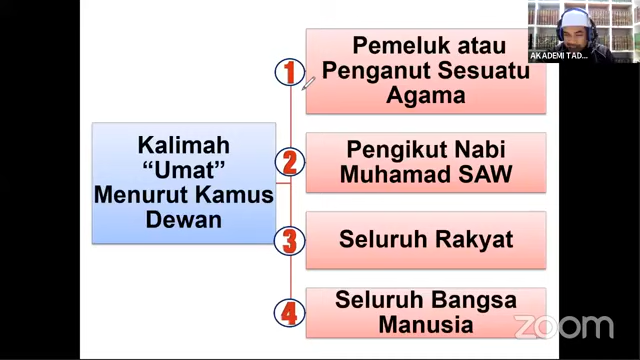 Kalimah
“Umat”
Menurut Kamus
Dewan
1
Pemeluk atau
Penganut Sesuatu
Agama
2
Pengikut Nabi
Muhamad SAW
3
Seluruh Rakyat
4
Seluruh Bangsa
Manusia
AKADEMI TAD...
zoom